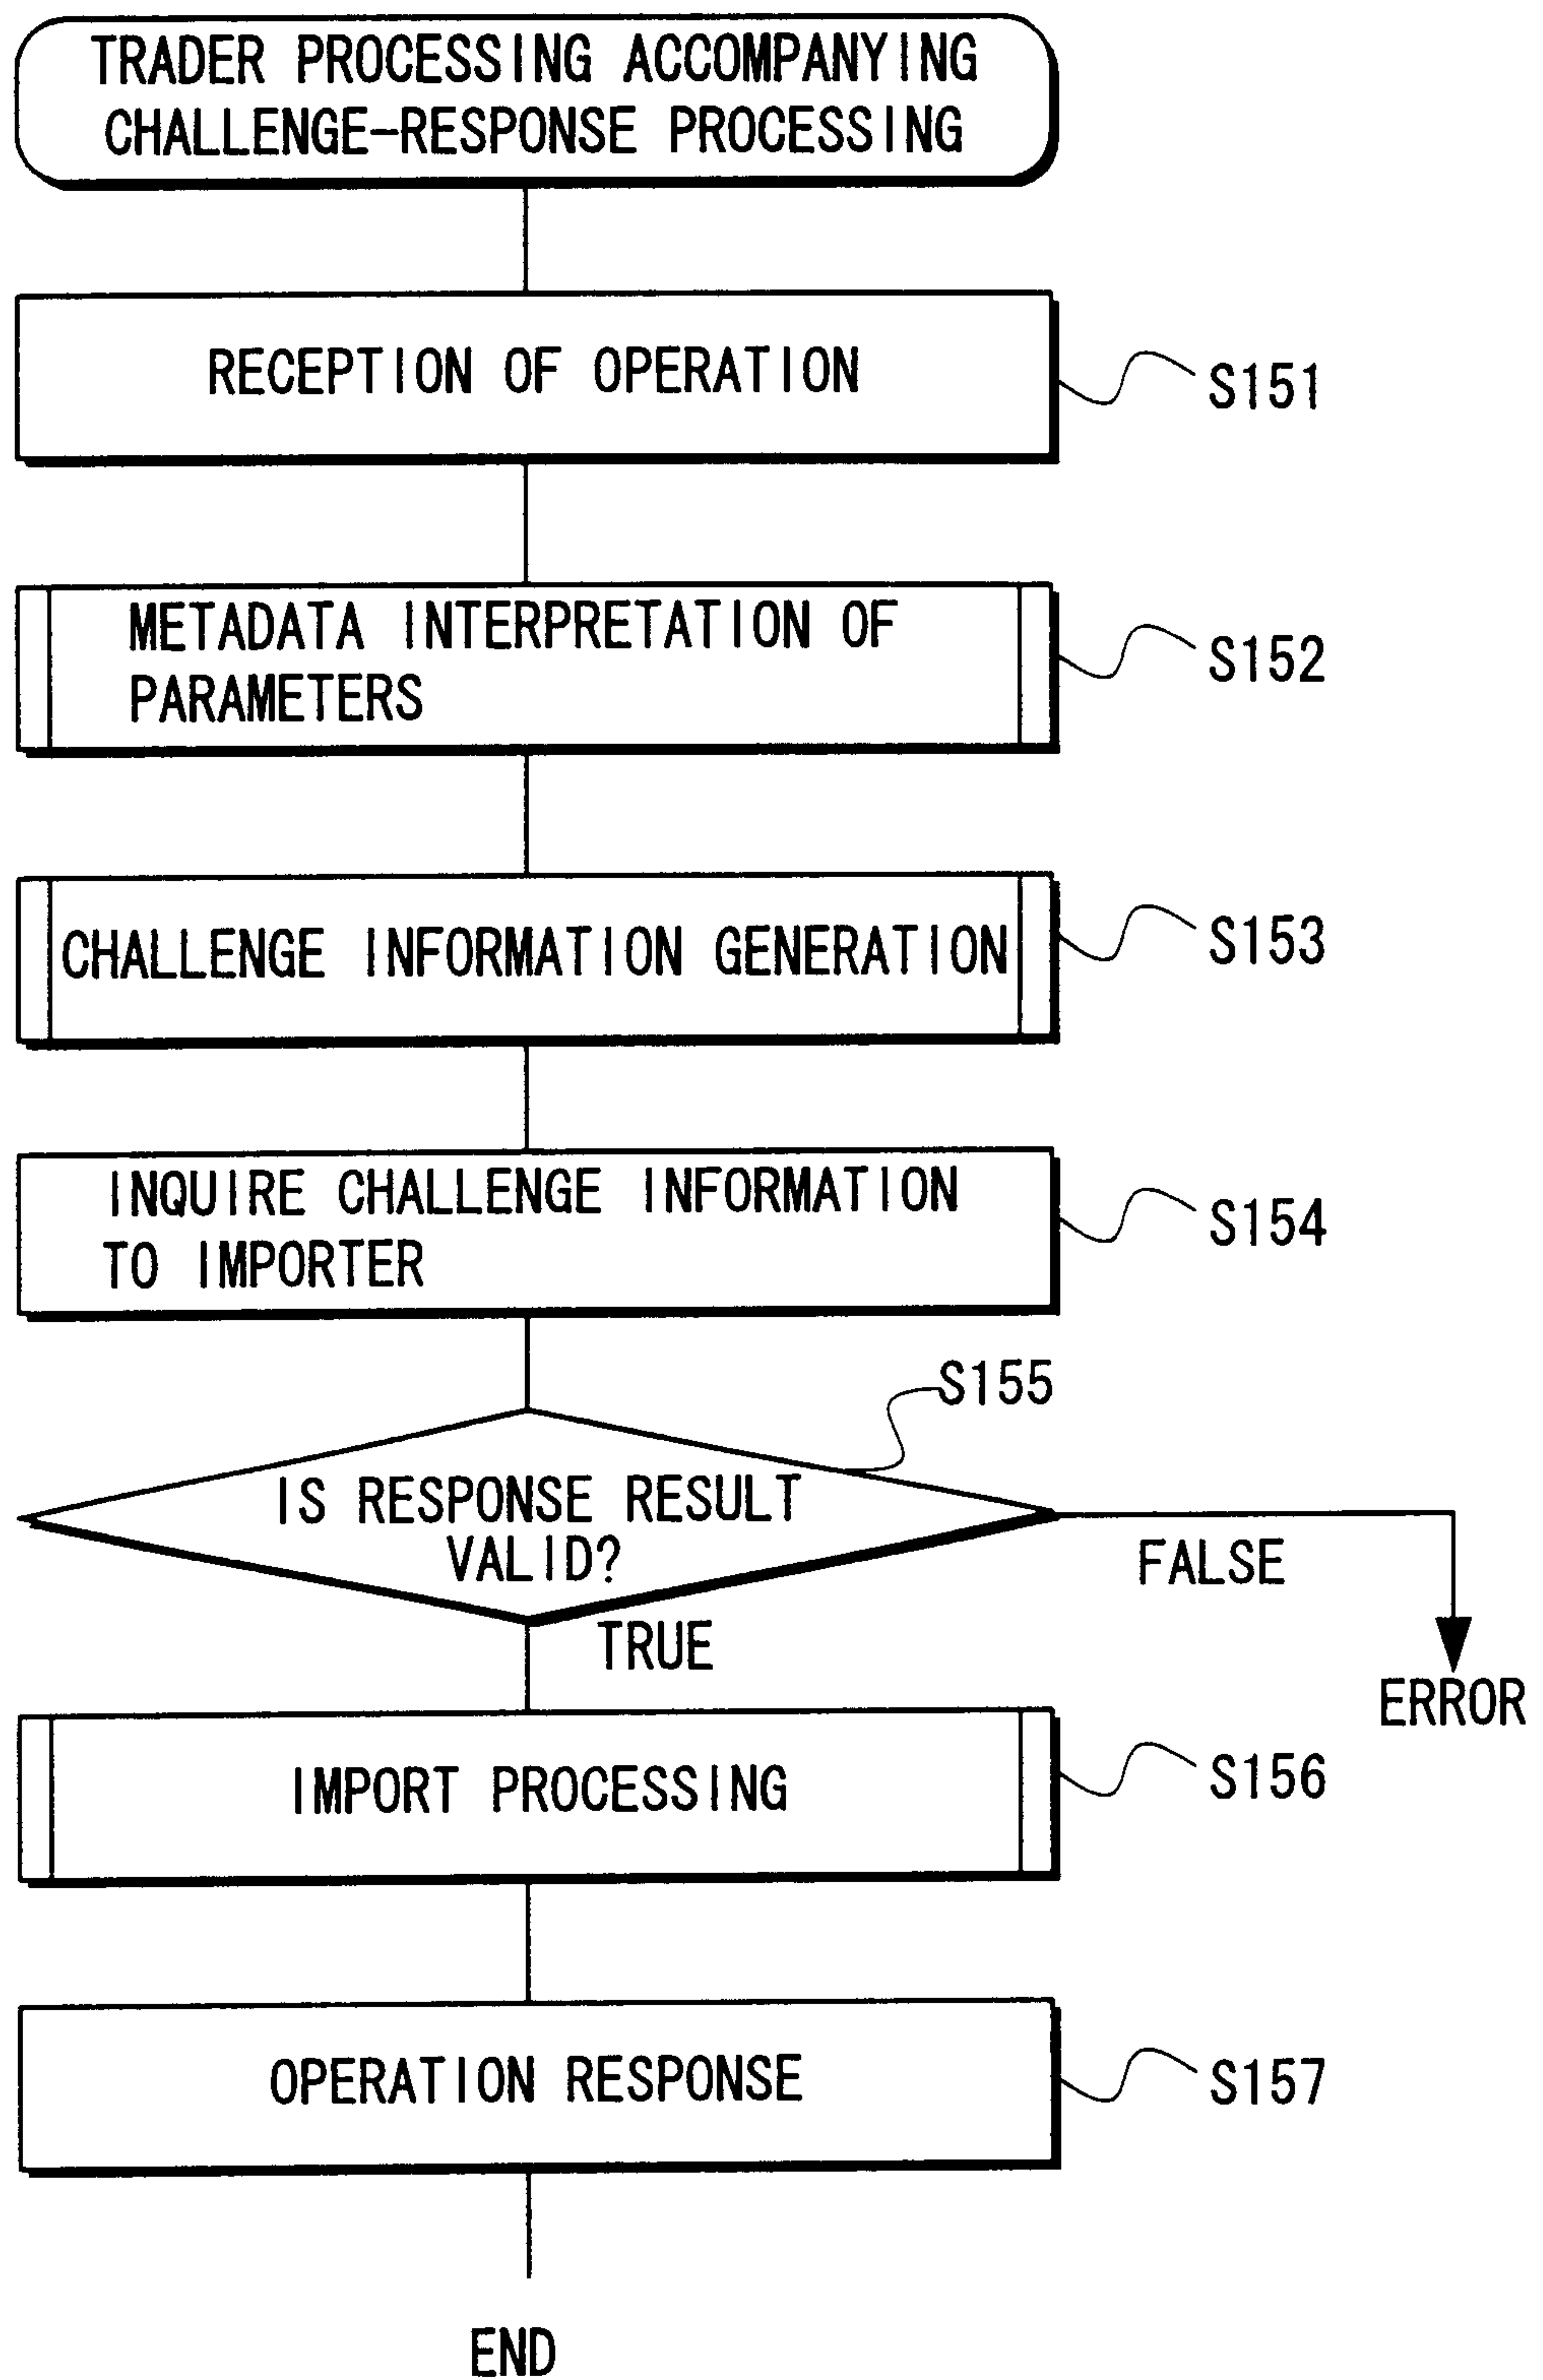 TRADER PROCESSING ACCOMPANYING
CHALLENGE-RESPONSE PROCESSING
RECEPTION OF OPERATION
S151
METADATA INTERPRETATION OF
PARAMETERS
S152
CHALLENGE INFORMATION GENERATION
S153
INQUIRE CHALLENGE INFORMATION
TO IMPORTER
S154
S155
IS RESPONSE RESULT
VALID?
FALSE
TRUE
ERROR
IMPORT PROCESSING
S156
OPERATION RESPONSE
S157
END